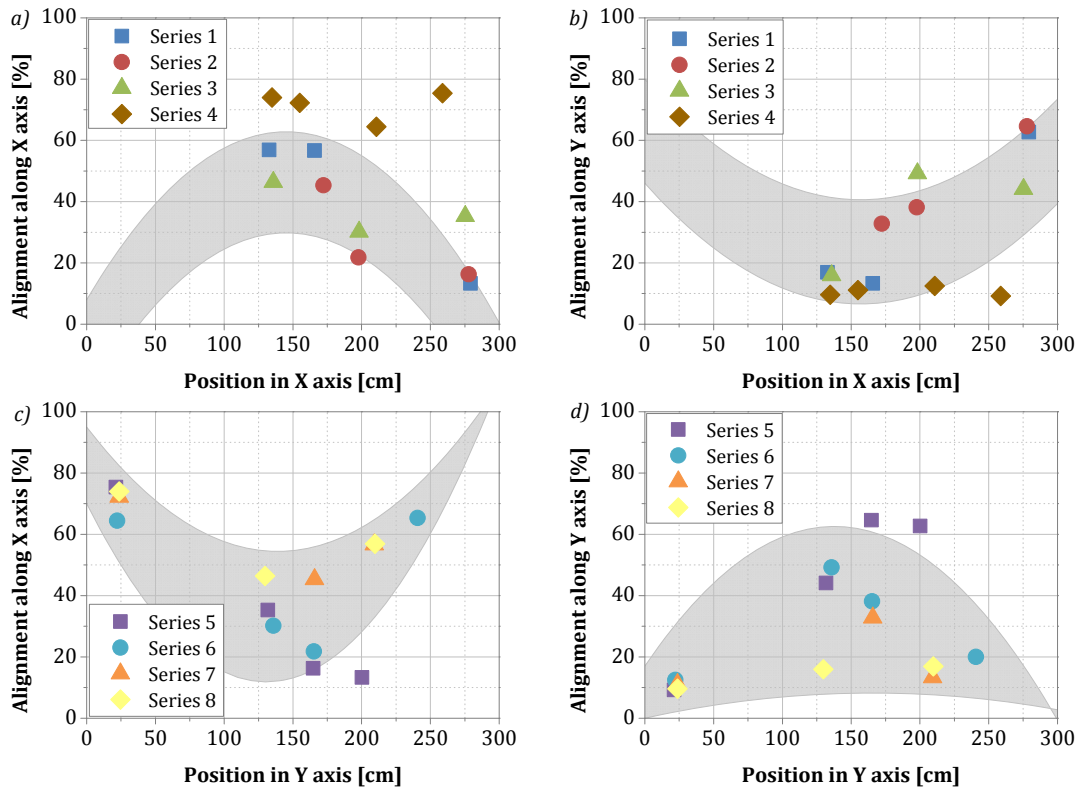 a)
100
80
60
40
20
0
Alignment along X axis [%]
Series 1
Series 2
Series 3
Series 4
0 50 100 150 200 250 300
Position in X axis [cm]
b)
100
80
60
40
20
0
Alignment along Y axis [%]
Series 1
Series 2
Series 3
Series 4
0 50 100 150 200 250 300
Position in X axis [cm]
c)
100
80
60
40
20
0
Alignment along X axis [%]
Series 5
Series 6
Series 7
Series 8
0 50 100 150 200 250 300
Position in Y axis [cm]
d)
100
80
60
40
20
0
Alignment along Y axis [%]
Series 5
Series 6
Series 7
Series 8
0 50 100 150 200 250 300
Position in Y axis [cm]